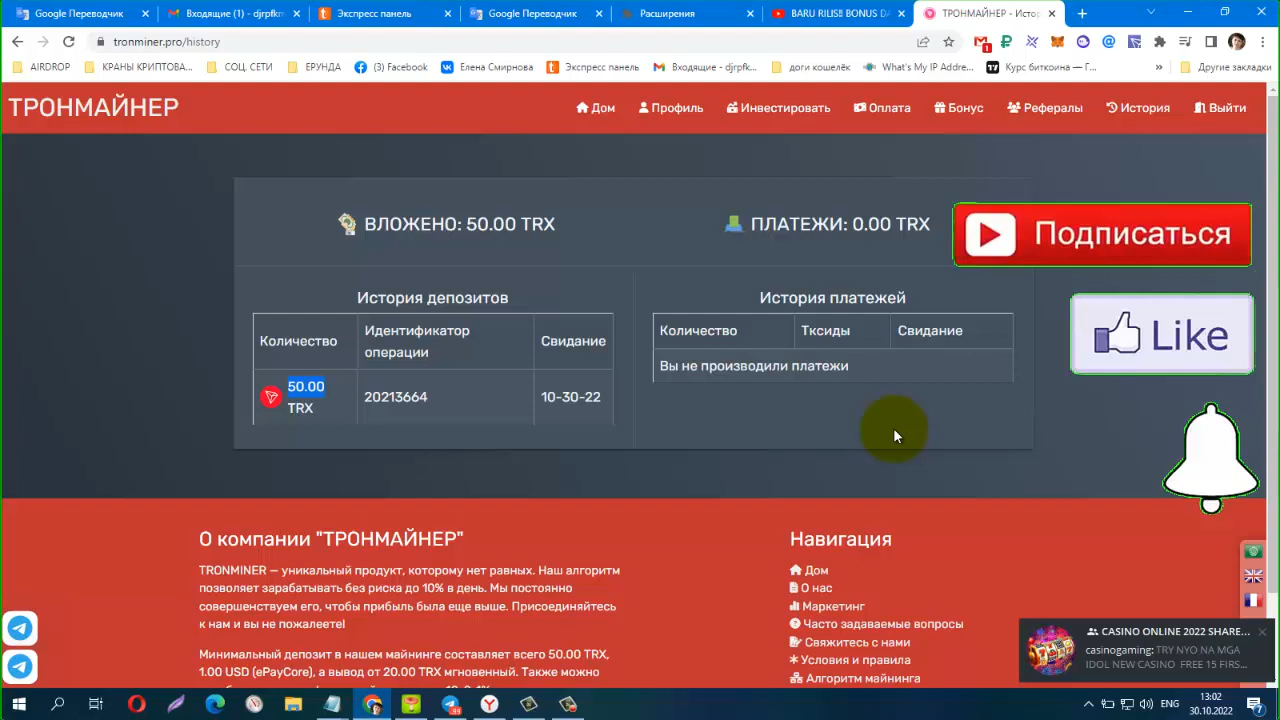 Google Переводчик
Входящие (1) - djrpfkm
Экспресс панель
Google Переводчик
Расширения
BARU RILIS‼ BONUS DA
ТРОНМАЙНЕР - Исто
tronminer.pro/history
AIRDROP
КРАНЫ КРИПТОВА...
СОЦ. СЕТИ
ЕРУНДА
(3) Facebook
Елена Смирнова
Экспресс панель
Входящие - djrpfk...
доги кошелёк
What's My IP Addre...
Курс биткоина — Г...
»
Другие закладки
ТРОНМАЙНЕР
Дом
Профиль
Инвестировать
Оплата
Бонус
Рефералы
История
Выйти
ВЛОЖЕНО: 50.00 TRX
ПЛАТЕЖИ: 0.00 TRX
Подписаться
История депозитов
Количество
Идентификатор
операции
Свидание
50.00
TRX
20213664
10-30-22
История платежей
Количество
Тксиды
Свидание
Вы не производили платежи
Like
О компании "ТРОНМАЙНЕР"
TRONMINER — уникальный продукт, которому нет равных. Наш алгоритм
позволяет зарабатывать без риска до 10% в день. Мы постоянно
совершенствуем его, чтобы прибыль была еще выше. Присоединяйтесь
к нам и вы не пожалеете!
Минимальный депозит в нашем майнинге составляет всего 50.00 TRX,
1.00 USD (ePayCore), а вывод от 20.00 TRX мгновенный. Также можно
Навигация
Дом
О нас
Маркетинг
Часто задаваемые вопросы
Свяжитесь с нами
Условия и правила
Алгоритм майнинга
CASINO ONLINE 2022 SHARE...
casinogaming: TRY NYO NA MGA
IDOL NEW CASINO FREE 15 FIRS...
ENG
13:02
30.10.2022